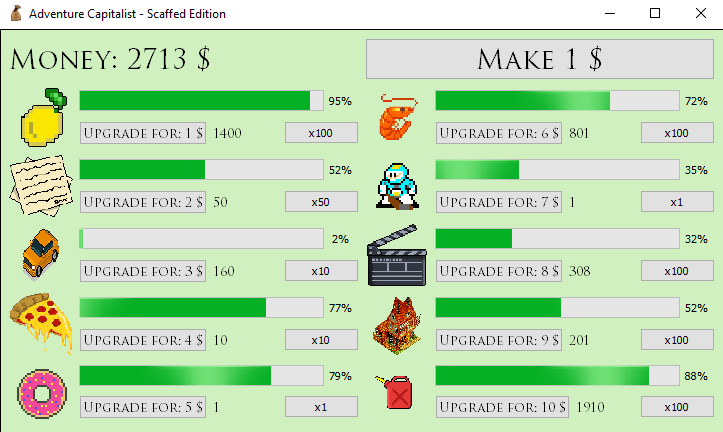 Adventure Capitalist - Scaffed Edition
Money: 2713 $
Make 1 $
95%
Upgrade for: 1 $ 1400 x100
72%
Upgrade for: 6 $ 801 x100
52%
Upgrade for: 2 $ 50 x50
35%
Upgrade for: 7 $ 1 x1
2%
Upgrade for: 3 $ 160 x10
32%
Upgrade for: 8 $ 308 x100
77%
Upgrade for: 4 $ 10 x10
52%
Upgrade for: 9 $ 201 x100
79%
Upgrade for: 5 $ 1 x1
88%
Upgrade for: 10 $ 1910 x100